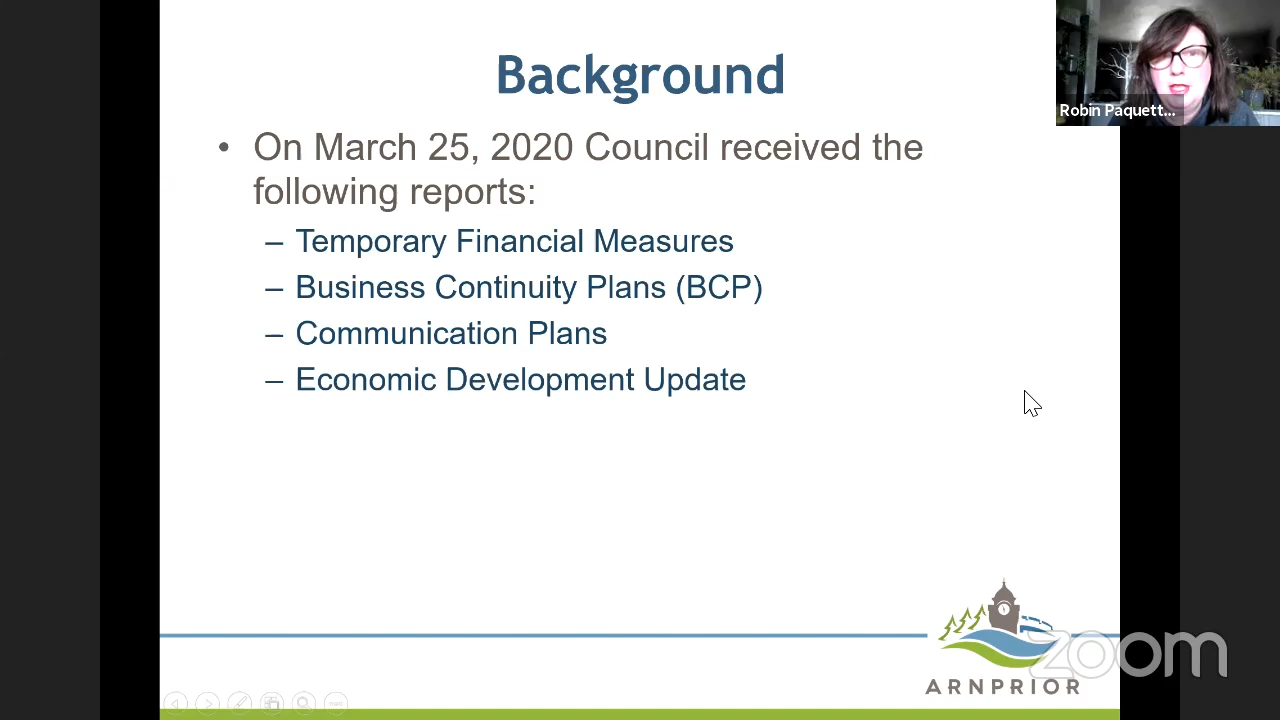 Background
Robin Paquett...
• On March 25, 2020 Council received the
following reports:
– Temporary Financial Measures
– Business Continuity Plans (BCP)
– Communication Plans
– Economic Development Update
zoom
ARNPRIOR